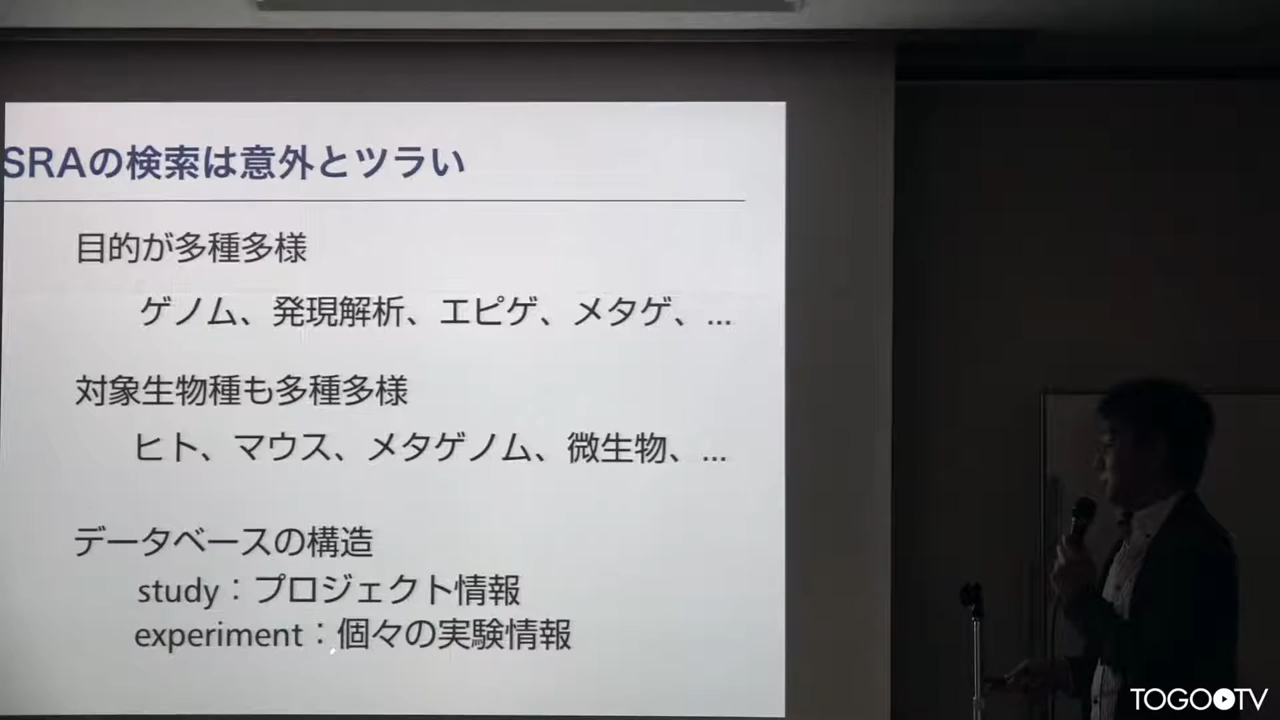 SRAの検索は意外とツラい
目的が多種多様
ゲノム、発現解析、エピゲ、メタゲ、...
対象生物種も多種多様
ヒト、マウス、メタゲノム、微生物、...
データベースの構造
study：プロジェクト情報
experiment：個々の実験情報
TOGOTV